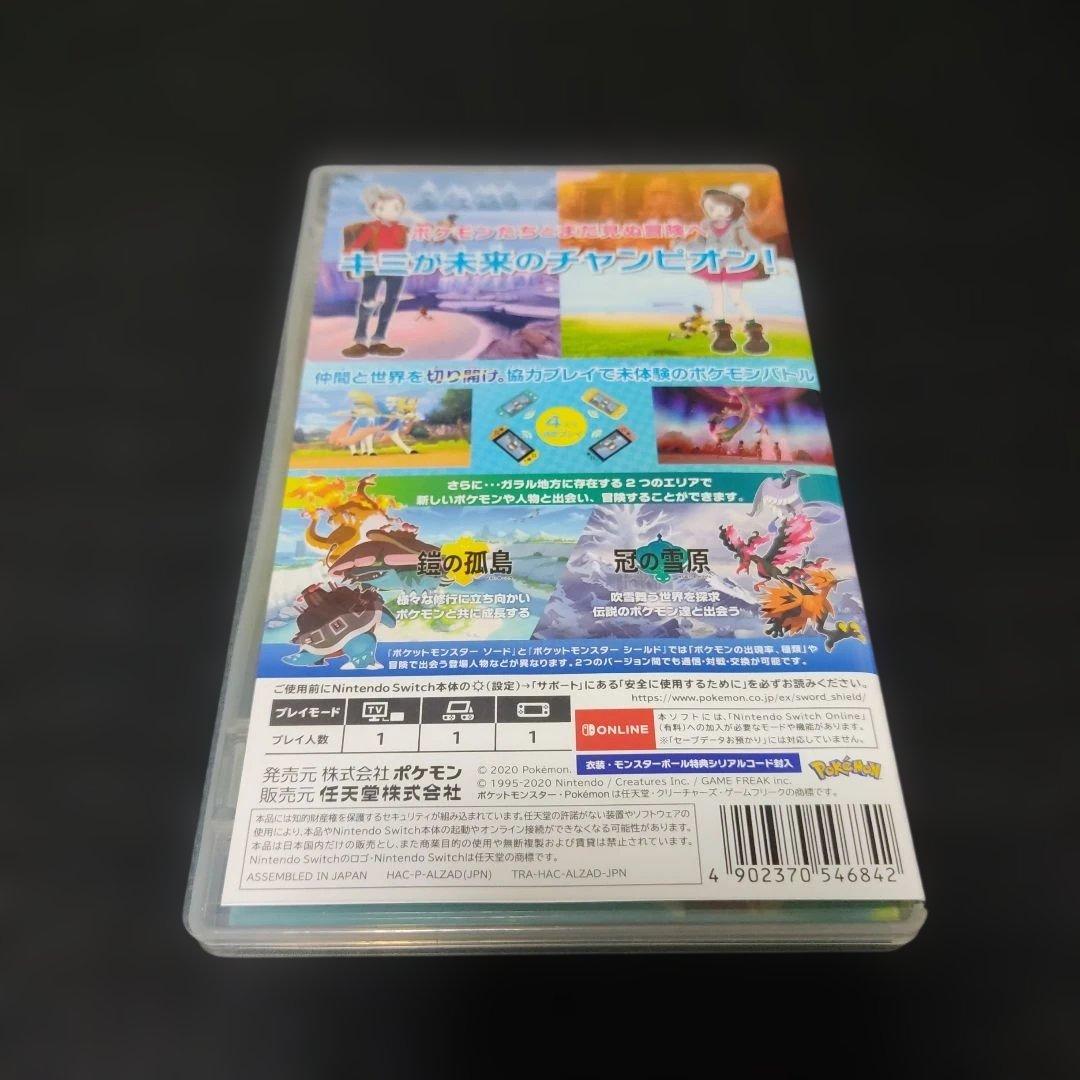 ポケモンたちとまだ見ぬ冒険へ
キミが未来のチャンピオン！
仲間と世界を切り開け。協力プレイで未体験のポケモンバトル
さらに・・・ガラル地方に存在する2つのエリアで
新しいポケモンや人物と出会い、冒険することができます。
鎧の孤島
様々な修行に立ち向かい
ポケモンと共に成長する
冠の雪原
吹雪舞う世界を探求
伝説のポケモン達と出会う
「ポケットモンスター ソード」と「ポケットモンスター シールド」では「ポケモンの出現率、種類」や
冒険で出会う登場人物などが異なります。2つのバージョン間でも通信・対戦・交換が可能です。
ご使用前にNintendo Switch本体の（設定）→「サポート」にある「安全に使用するために」を必ずお読みください。
https://www.pokemon.co.jp/ex/sword_shield/
プレイモード TV
プレイ人数 1 1 1
ONLINE
本ソフトには、「Nintendo Switch Online」
（有料）への加入が必要なモードや機能があります。
※「セーブデータお預かり」には対応していません。
衣装・モンスターボール特典シリアルコード封入
Pokémon
発売元 株式会社 ポケモン
販売元 任天堂株式会社
© 2020 Pokémon.
© 1995-2020 Nintendo / Creatures Inc. / GAME FREAK inc.
ポケットモンスター・Pokémonは任天堂・クリーチャーズ・ゲームフリークの商標です。
本品には知的財産権を保護するセキュリティが組み込まれています。任天堂の許諾がない装置やソフトウェアの
使用により、本品やNintendo Switch本体の起動やオンライン接続ができなくなる可能性があります。
本品は日本国内だけの販売とし、また商業目的の使用や無断複製および賃貸は禁止されています。
Nintendo Switchのロゴ・Nintendo Switchは任天堂の商標です。
ASSEMBLED IN JAPAN HAC-P-ALZAD(JPN) TRA-HAC-ALZAD-JPN
4 902370 546842